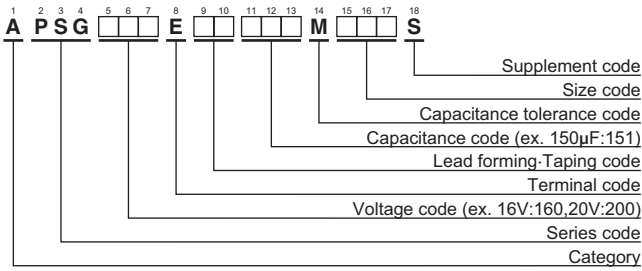 1 2 3 4 5 6 7 8 9 10 11 12 13 14 15 16 17 18
A P S G E M S
Supplement code
Size code
Capacitance tolerance code
Capacitance code (ex. 150µF:151)
Lead forming·Taping code
Terminal code
Voltage code (ex. 16V:160,20V:200)
Series code
Category